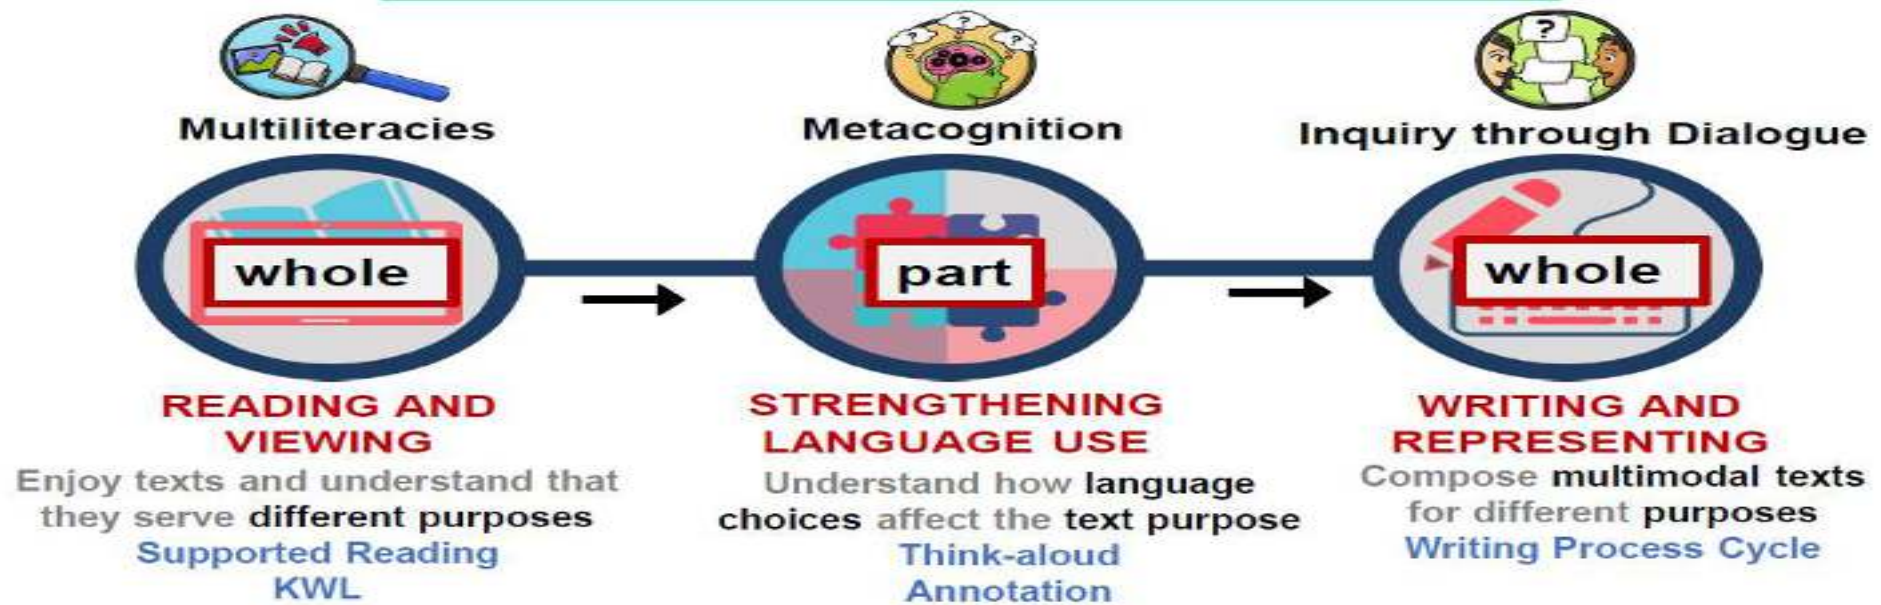 ?
?
?
?
Multiliteracies
Metacognition
Inquiry through Dialogue
whole
part
whole
READING AND
VIEWING
Enjoy texts and understand that
they serve different purposes
Supported Reading
KWL
STRENGTHENING
LANGUAGE USE
Understand how language
choices affect the text purpose
Think-aloud
Annotation
WRITING AND
REPRESENTING
Compose multimodal texts
for different purposes
Writing Process Cycle